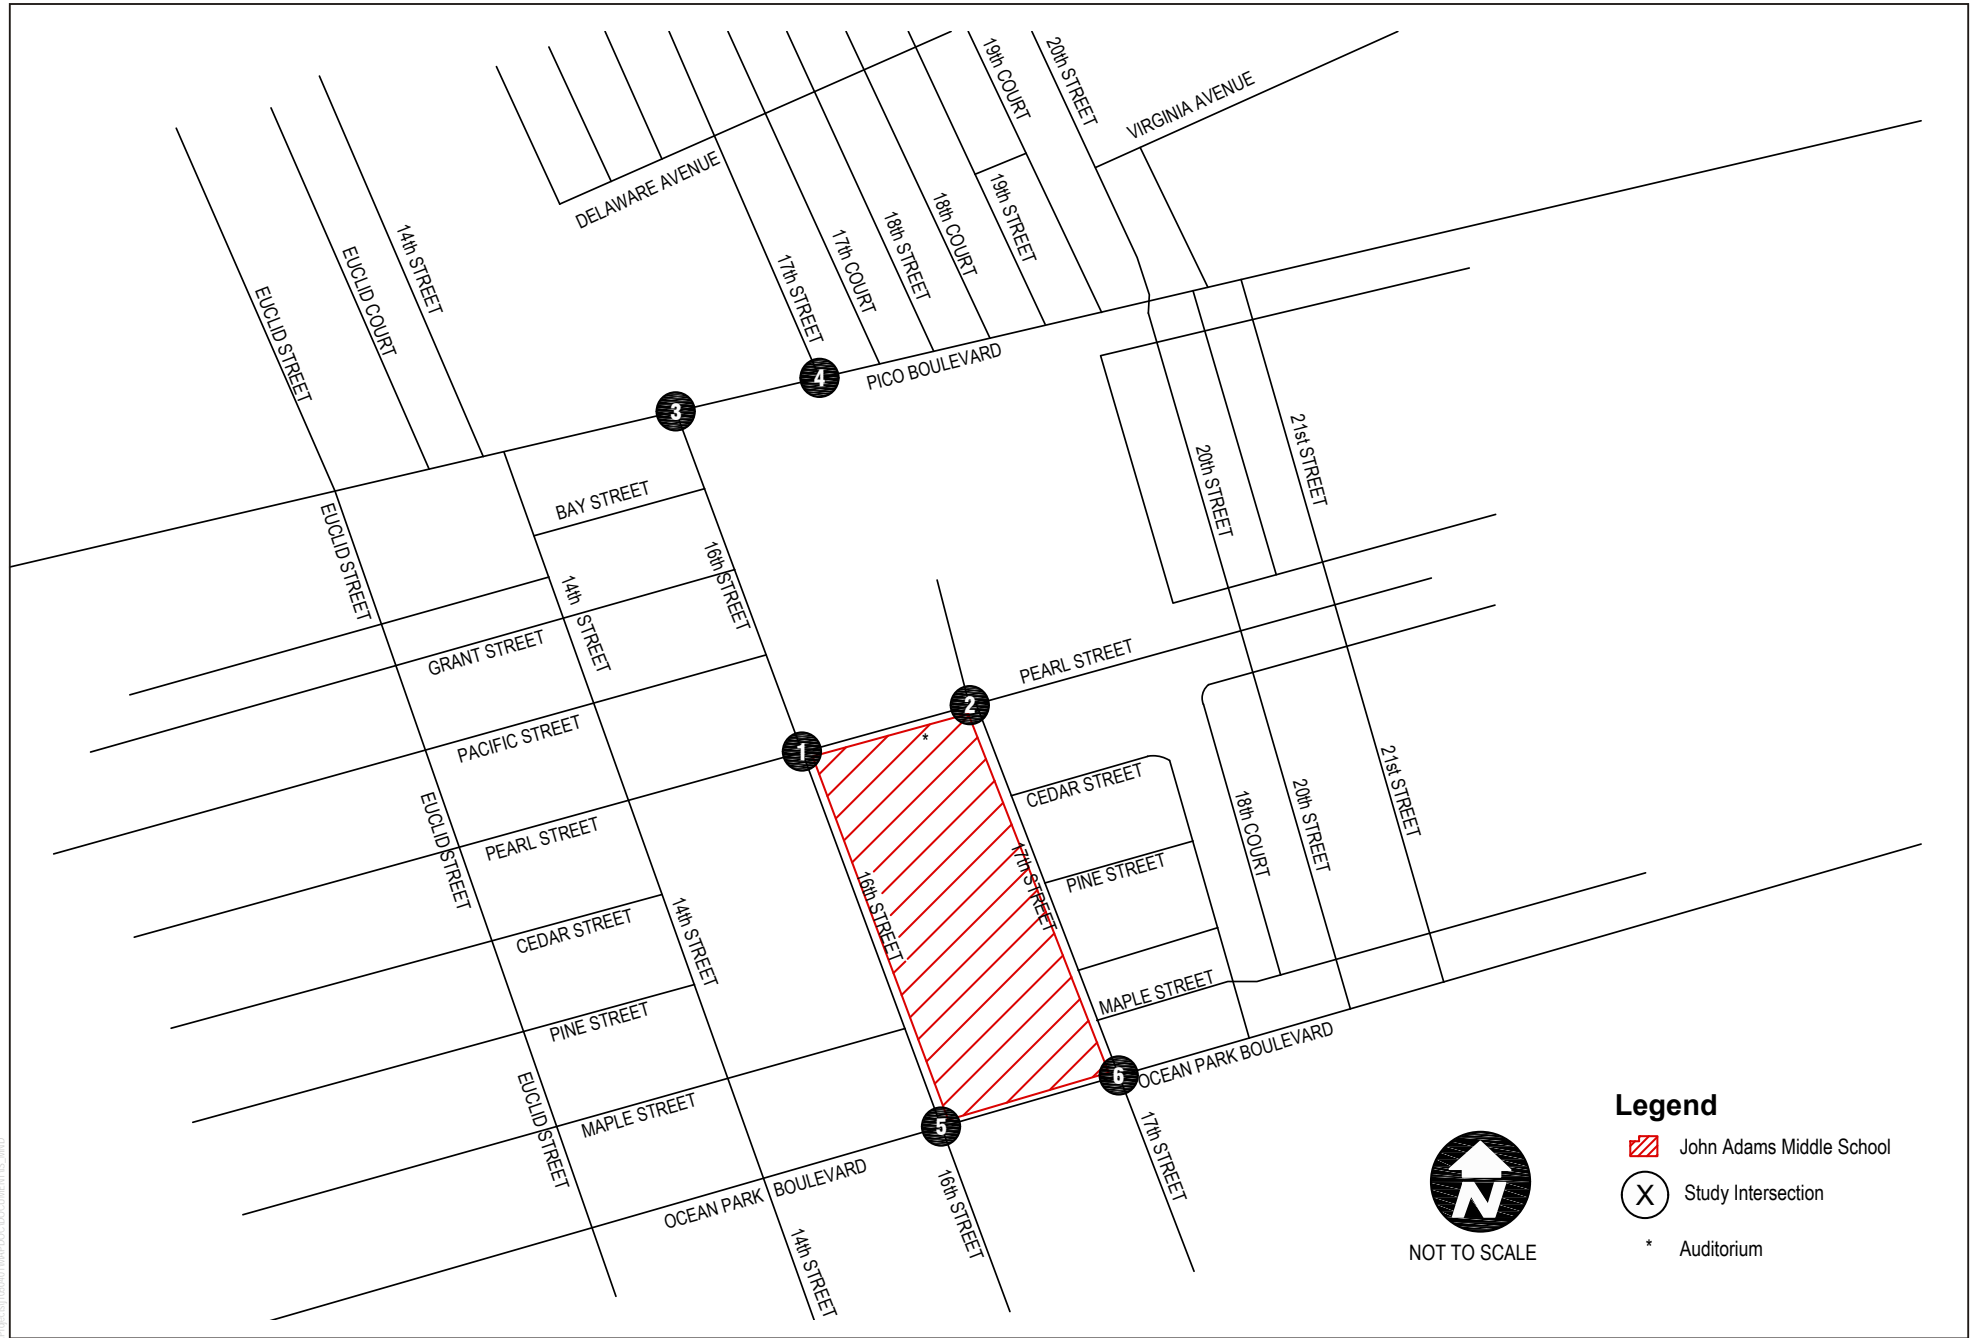 19th COURT
20th STREET
VIRGINIA AVENUE
DELAWARE AVENUE
19th STREET
18th COURT
18th STREET
17th COURT
17th STREET
14th STREET
EUCLID COURT
EUCLID STREET
4
PICO BOULEVARD
3
BAY STREET
EUCLID STREET
16th STREET
14th STREET
20th STREET
21st STREET
GRANT STREET
PEARL STREET
2
PACIFIC STREET
1
*
CEDAR STREET
21st STREET
20th STREET
18th COURT
EUCLID STREET
PEARL STREET
PINE STREET
17th STREET
16th STREET
CEDAR STREET
14th STREET
MAPLE STREET
PINE STREET
OCEAN PARK BOULEVARD
6
MAPLE STREET
5
EUCLID STREET
17th STREET
OCEAN PARK BOULEVARD
16th STREET
14th STREET
N
NOT TO SCALE
Legend
John Adams Middle School
X Study Intersection
* Auditorium